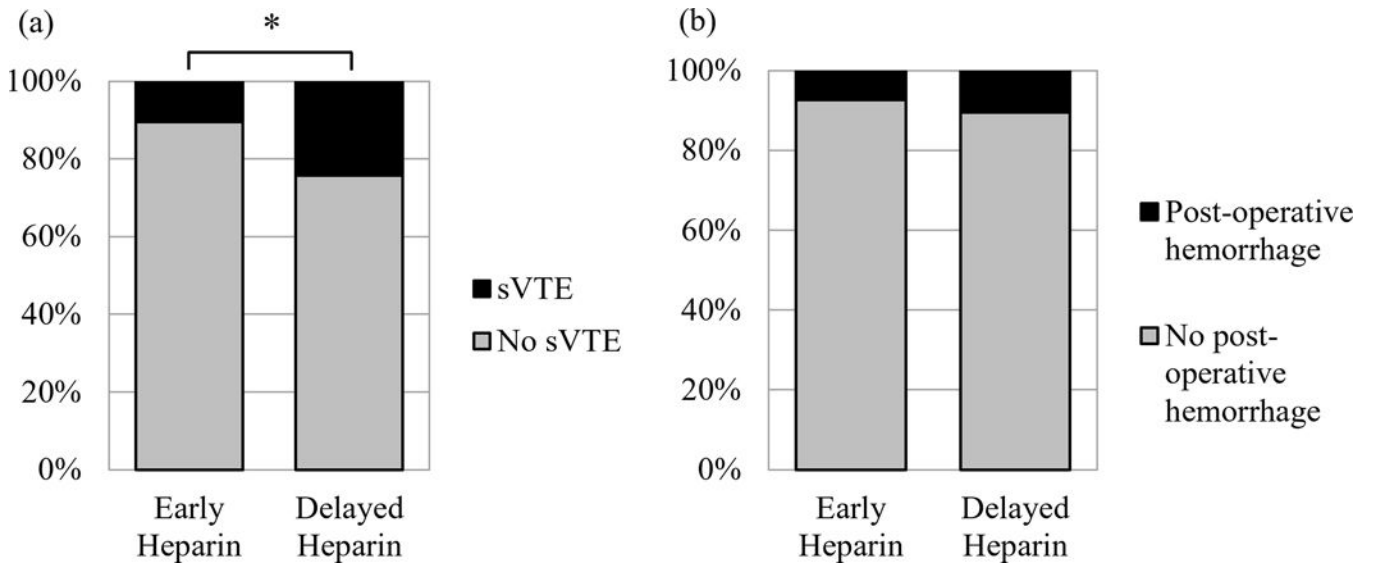 (a)
*
100%
80%
60%
40%
20%
0%
Early
Heparin
Delayed
Heparin
sVTE
No sVTE
(b)
100%
80%
60%
40%
20%
0%
Early
Heparin
Delayed
Heparin
Post-operative
hemorrhage
No post-
operative
hemorrhage